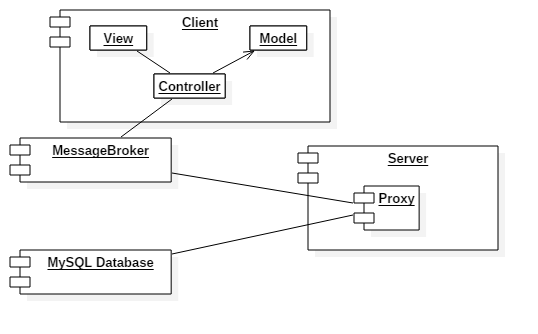 Client
View
Model
Controller
MessageBroker
Server
Proxy
MySQL Database